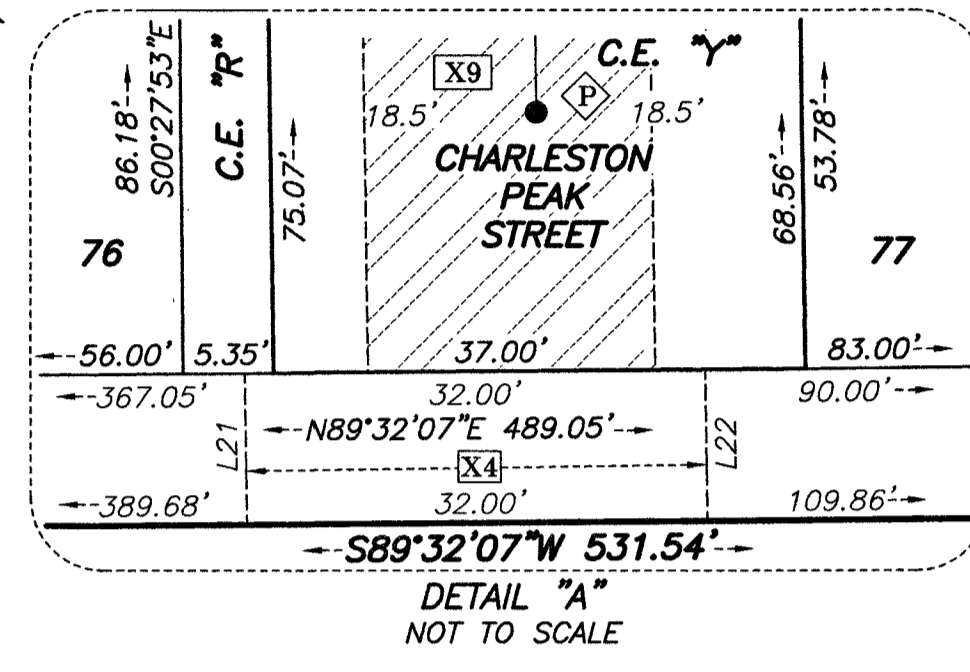 86.18'
S00°27'53"E
C.E. "R"
75.07'
X9
18.5'
P
C.E. "Y"
18.5'
CHARLESTON
PEAK
STREET
68.56'
53.78'
76
77
56.00'
5.35'
37.00'
83.00'
367.05'
32.00'
90.00'
L21
N89°32'07"E 489.05'
L22
X4
389.68'
32.00'
109.86'
S89°32'07"W 531.54'
DETAIL "A"
NOT TO SCALE